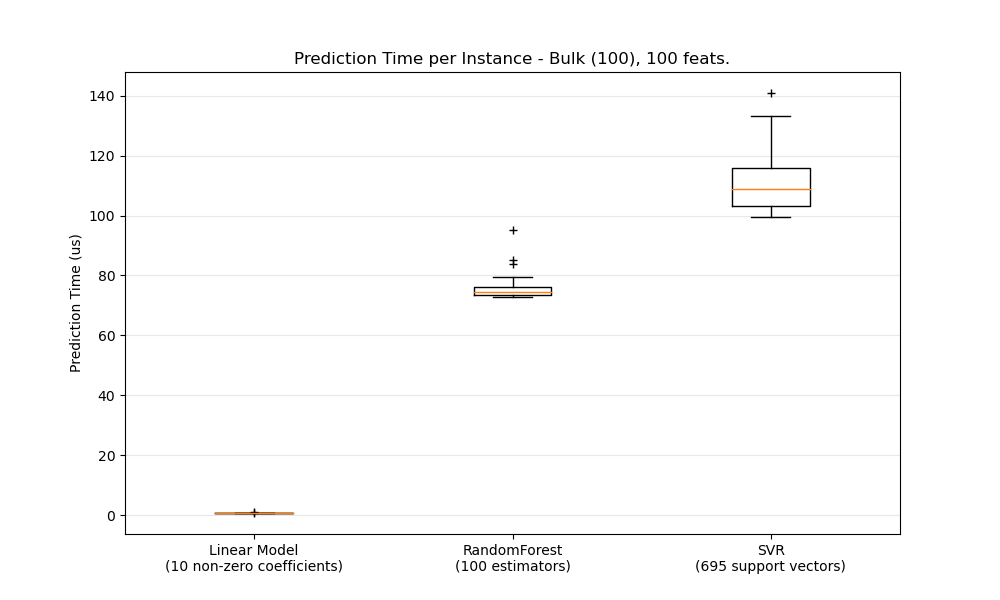 Prediction Time per Instance - Bulk (100), 100 feats.
Prediction Time (us)
140
120
100
80
60
40
20
0
Linear Model
(10 non-zero coefficients)
RandomForest
(100 estimators)
SVR
(695 support vectors)